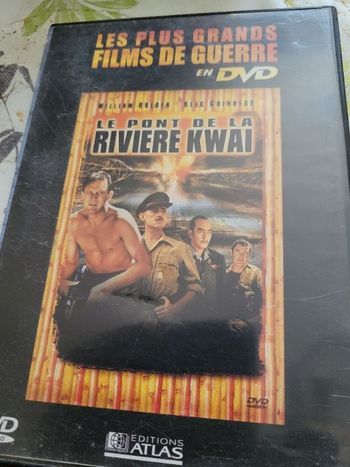 LES PLUS GRANDS
FILMS DE GUERRE
EN DVD
WILLIAM HOLDEN ALEC GUINNESS
LE PONT DE LA
RIVIERE KWAI
DVD
EDITIONS
ATLAS